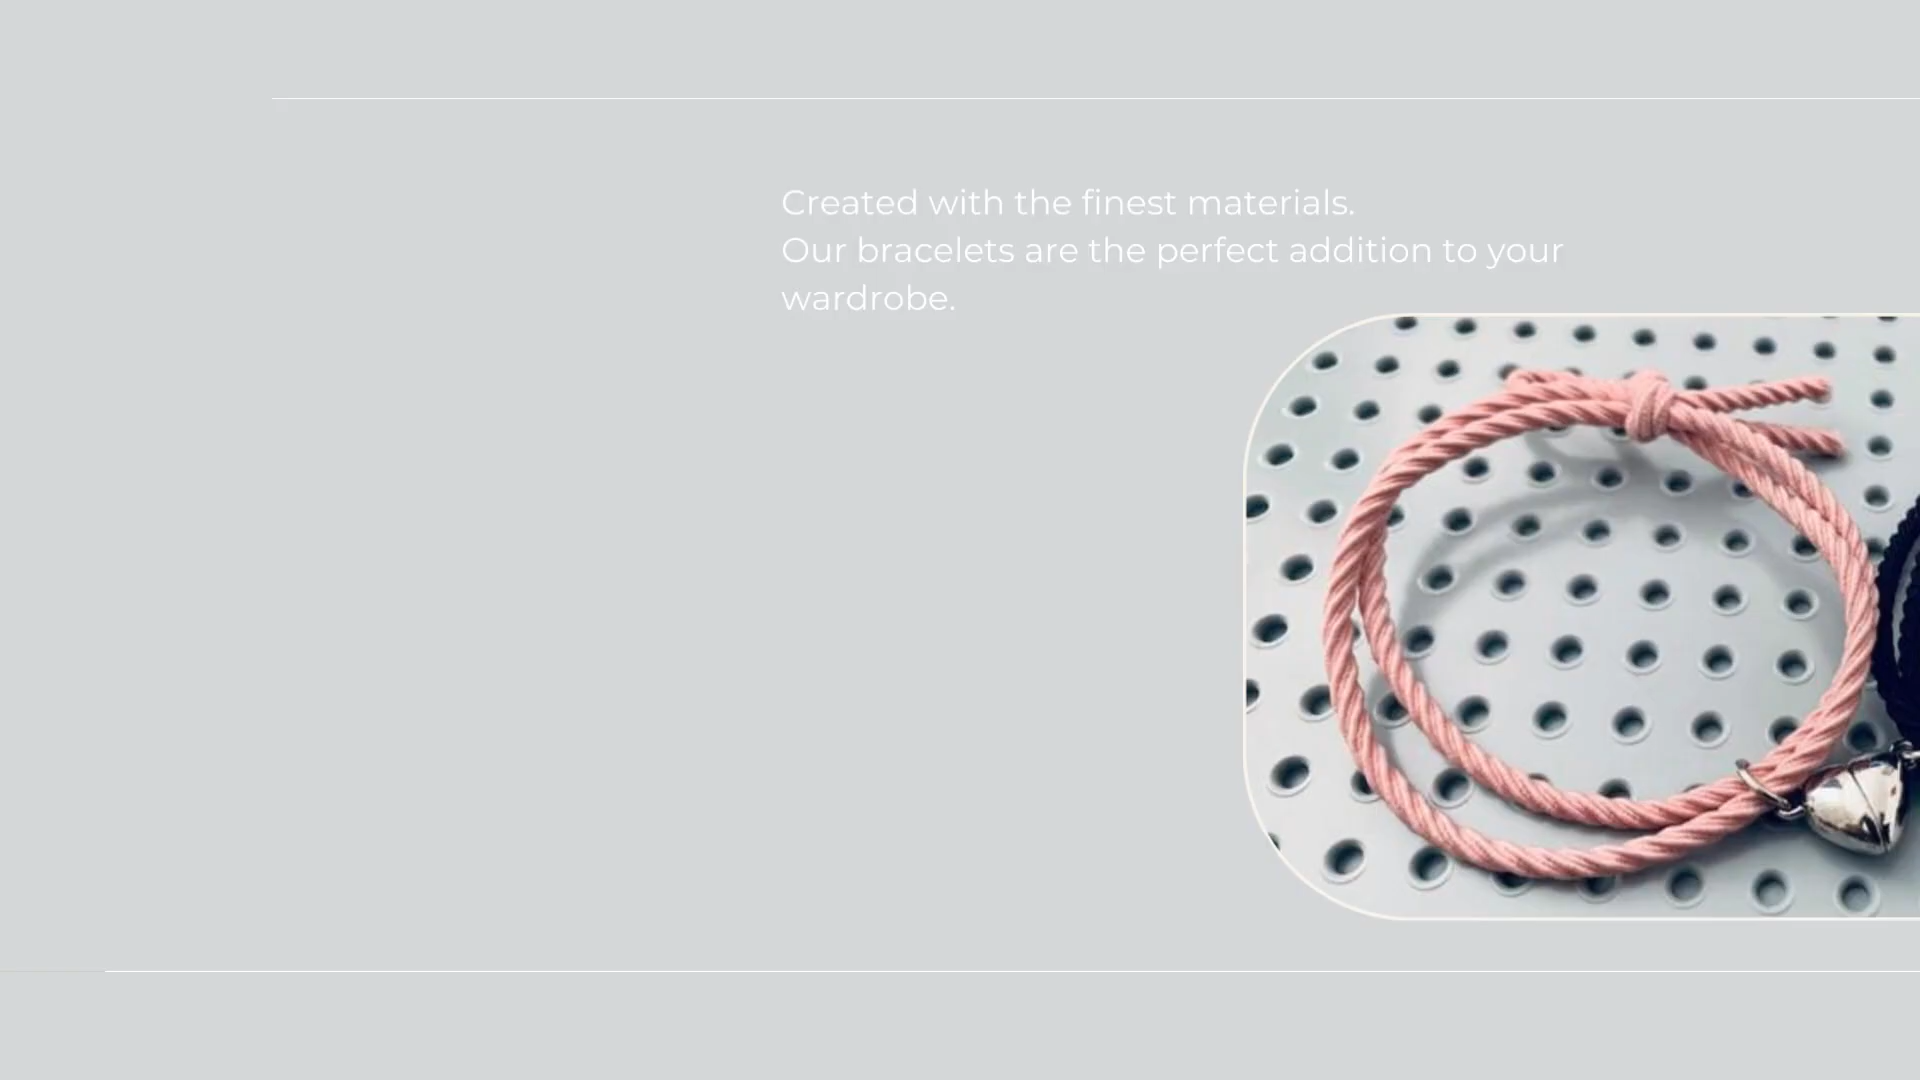 Created with the finest materials.
Our bracelets are the perfect addition to your
wardrobe.